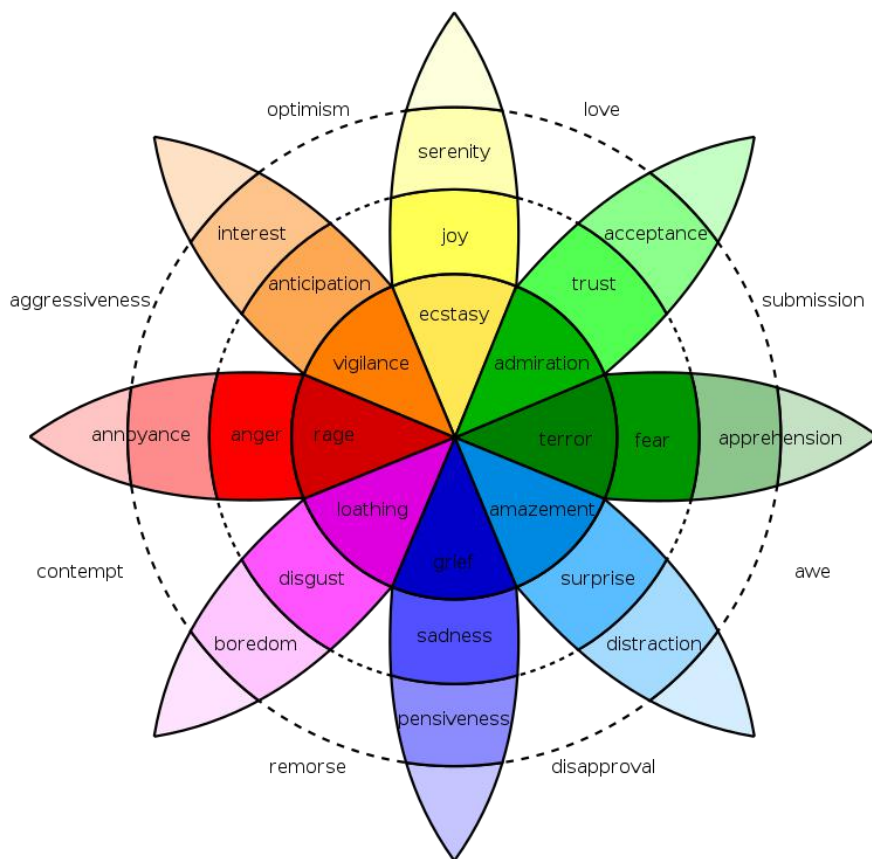 optimism
love
serenity
interest
acceptance
joy
anticipation
trust
aggressiveness
submission
ecstasy
vigilance
admiration
annoyance
anger
rage
terror
fear
apprehension
loathing
amazement
contempt
grief
awe
disgust
surprise
boredom
sadness
distraction
pensiveness
remorse
disapproval